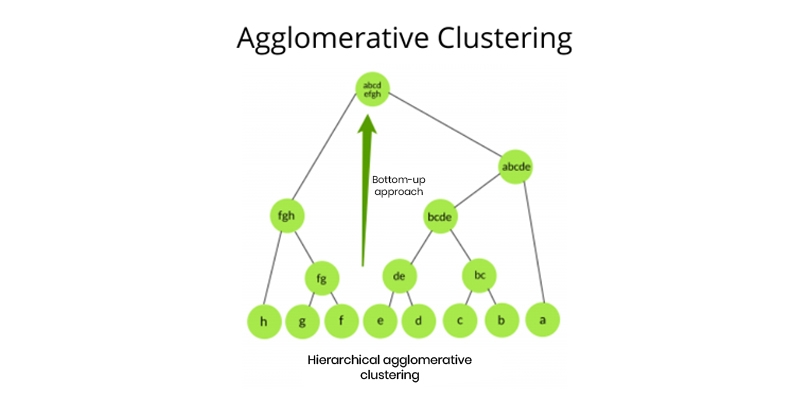 Agglomerative Clustering
abcd
efgh
abcde
Bottom-up
approach
fgh
bcde
fg
de
bc
h
g
f
e
d
c
b
a
Hierarchical agglomerative
clustering